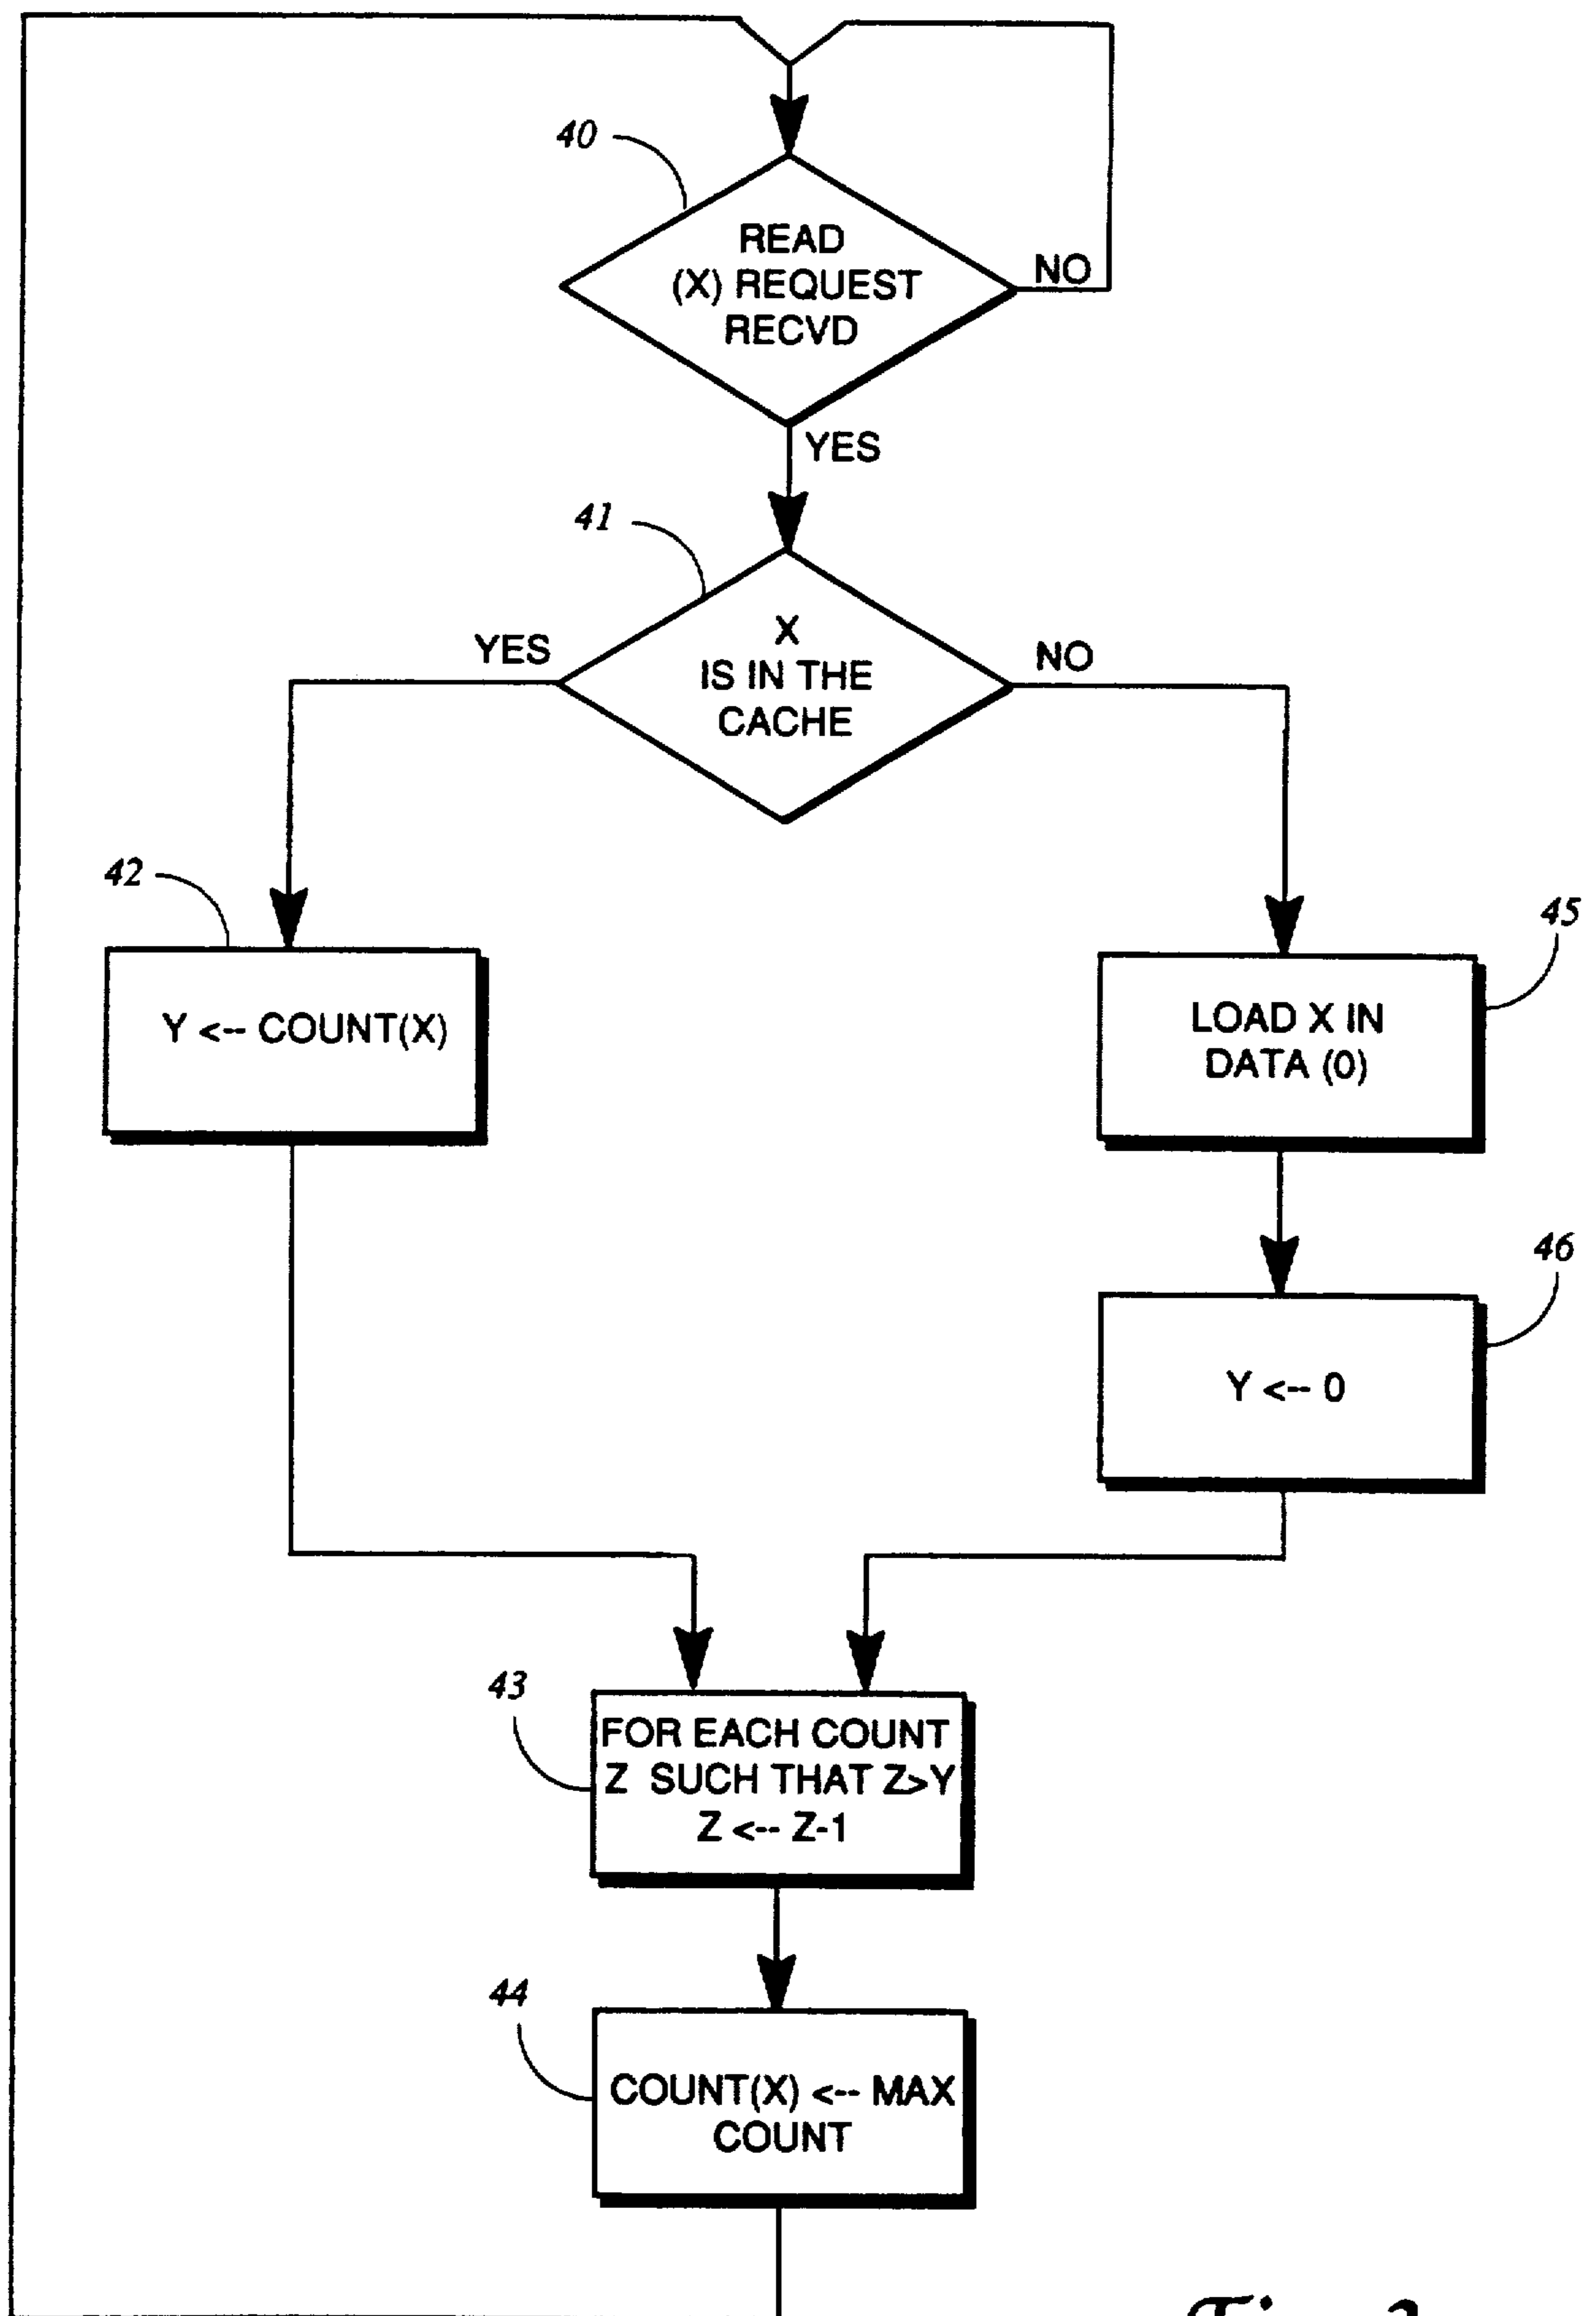 40
READ
(X) REQUEST
RECVD
NO
YES
41
X
IS IN THE
CACHE
YES
NO
42
Y <-- COUNT(X)
45
LOAD X IN
DATA (0)
46
Y <-- 0
43
FOR EACH COUNT
Z SUCH THAT Z>Y
Z <-- Z-1
44
COUNT(X) <-- MAX
COUNT